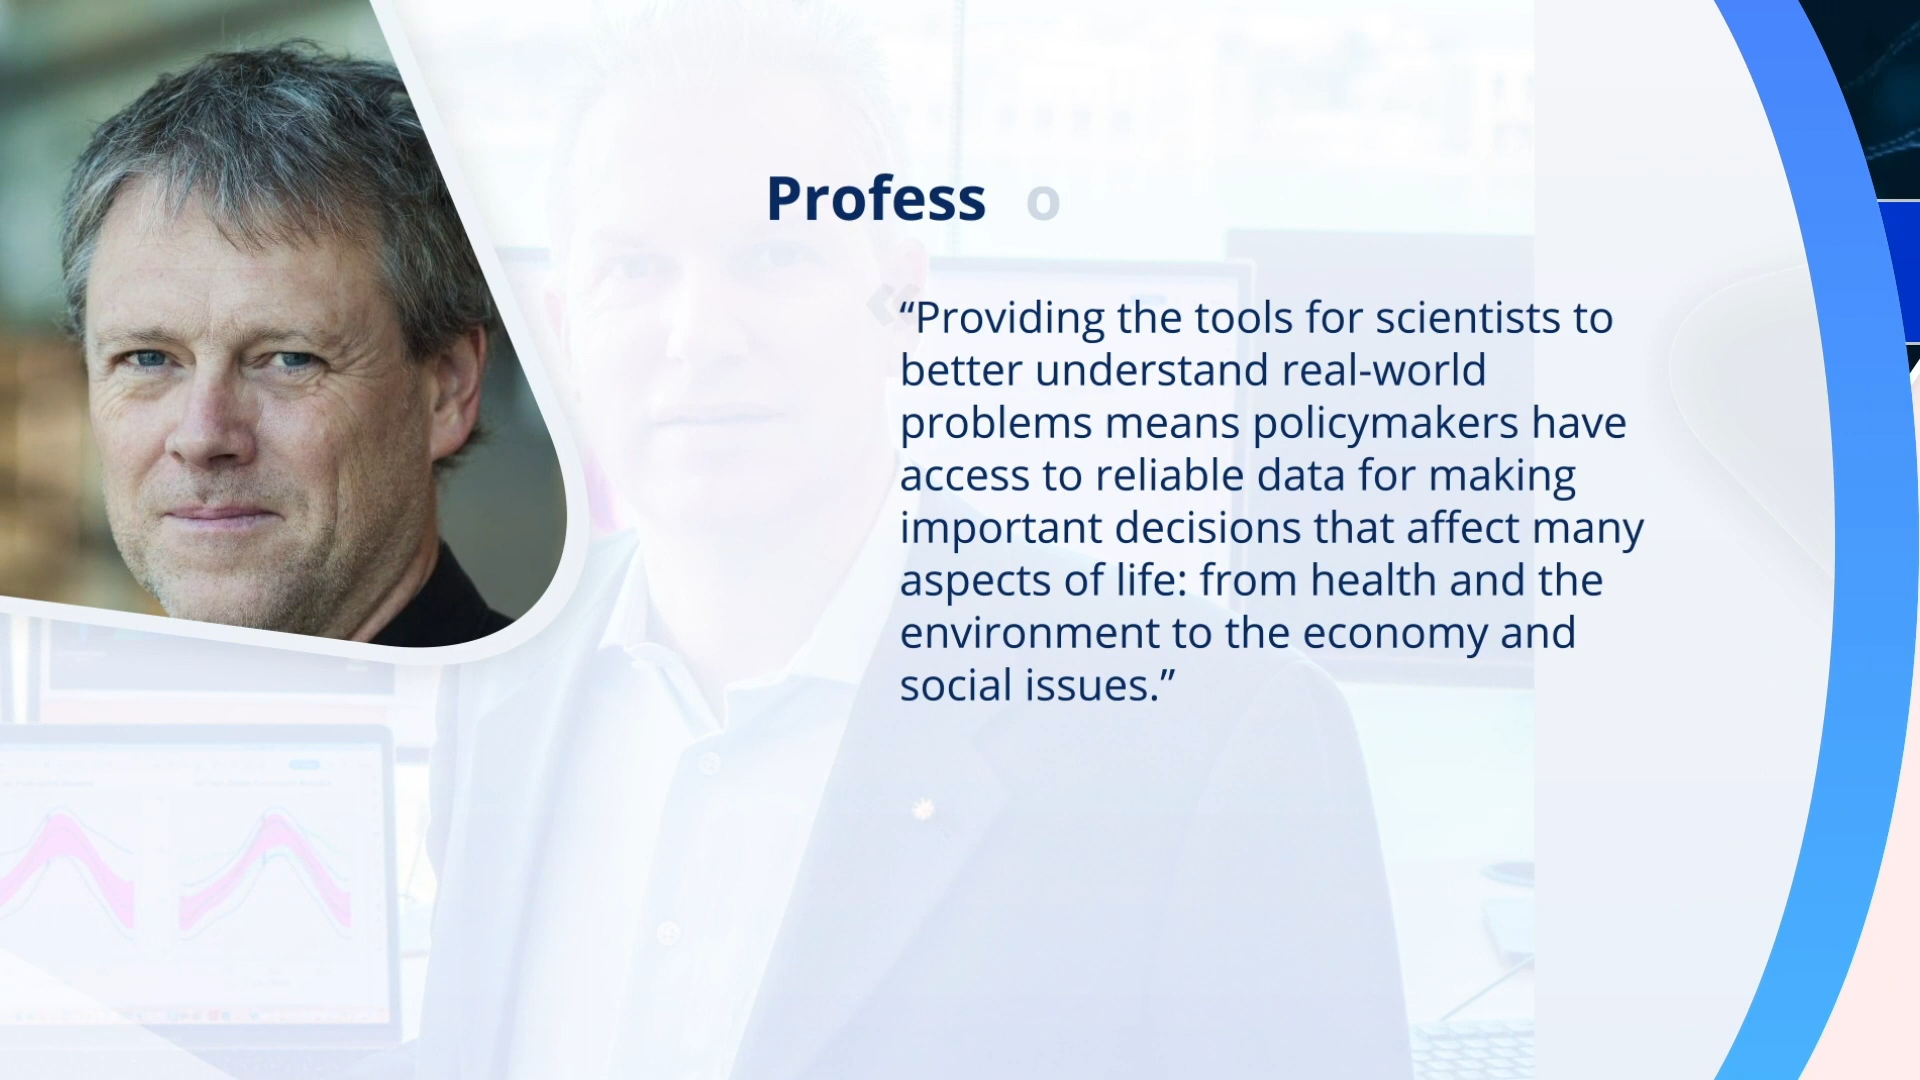 Profess o
“Providing the tools for scientists to
better understand real-world
problems means policymakers have
access to reliable data for making
important decisions that affect many
aspects of life: from health and the
environment to the economy and
social issues.”